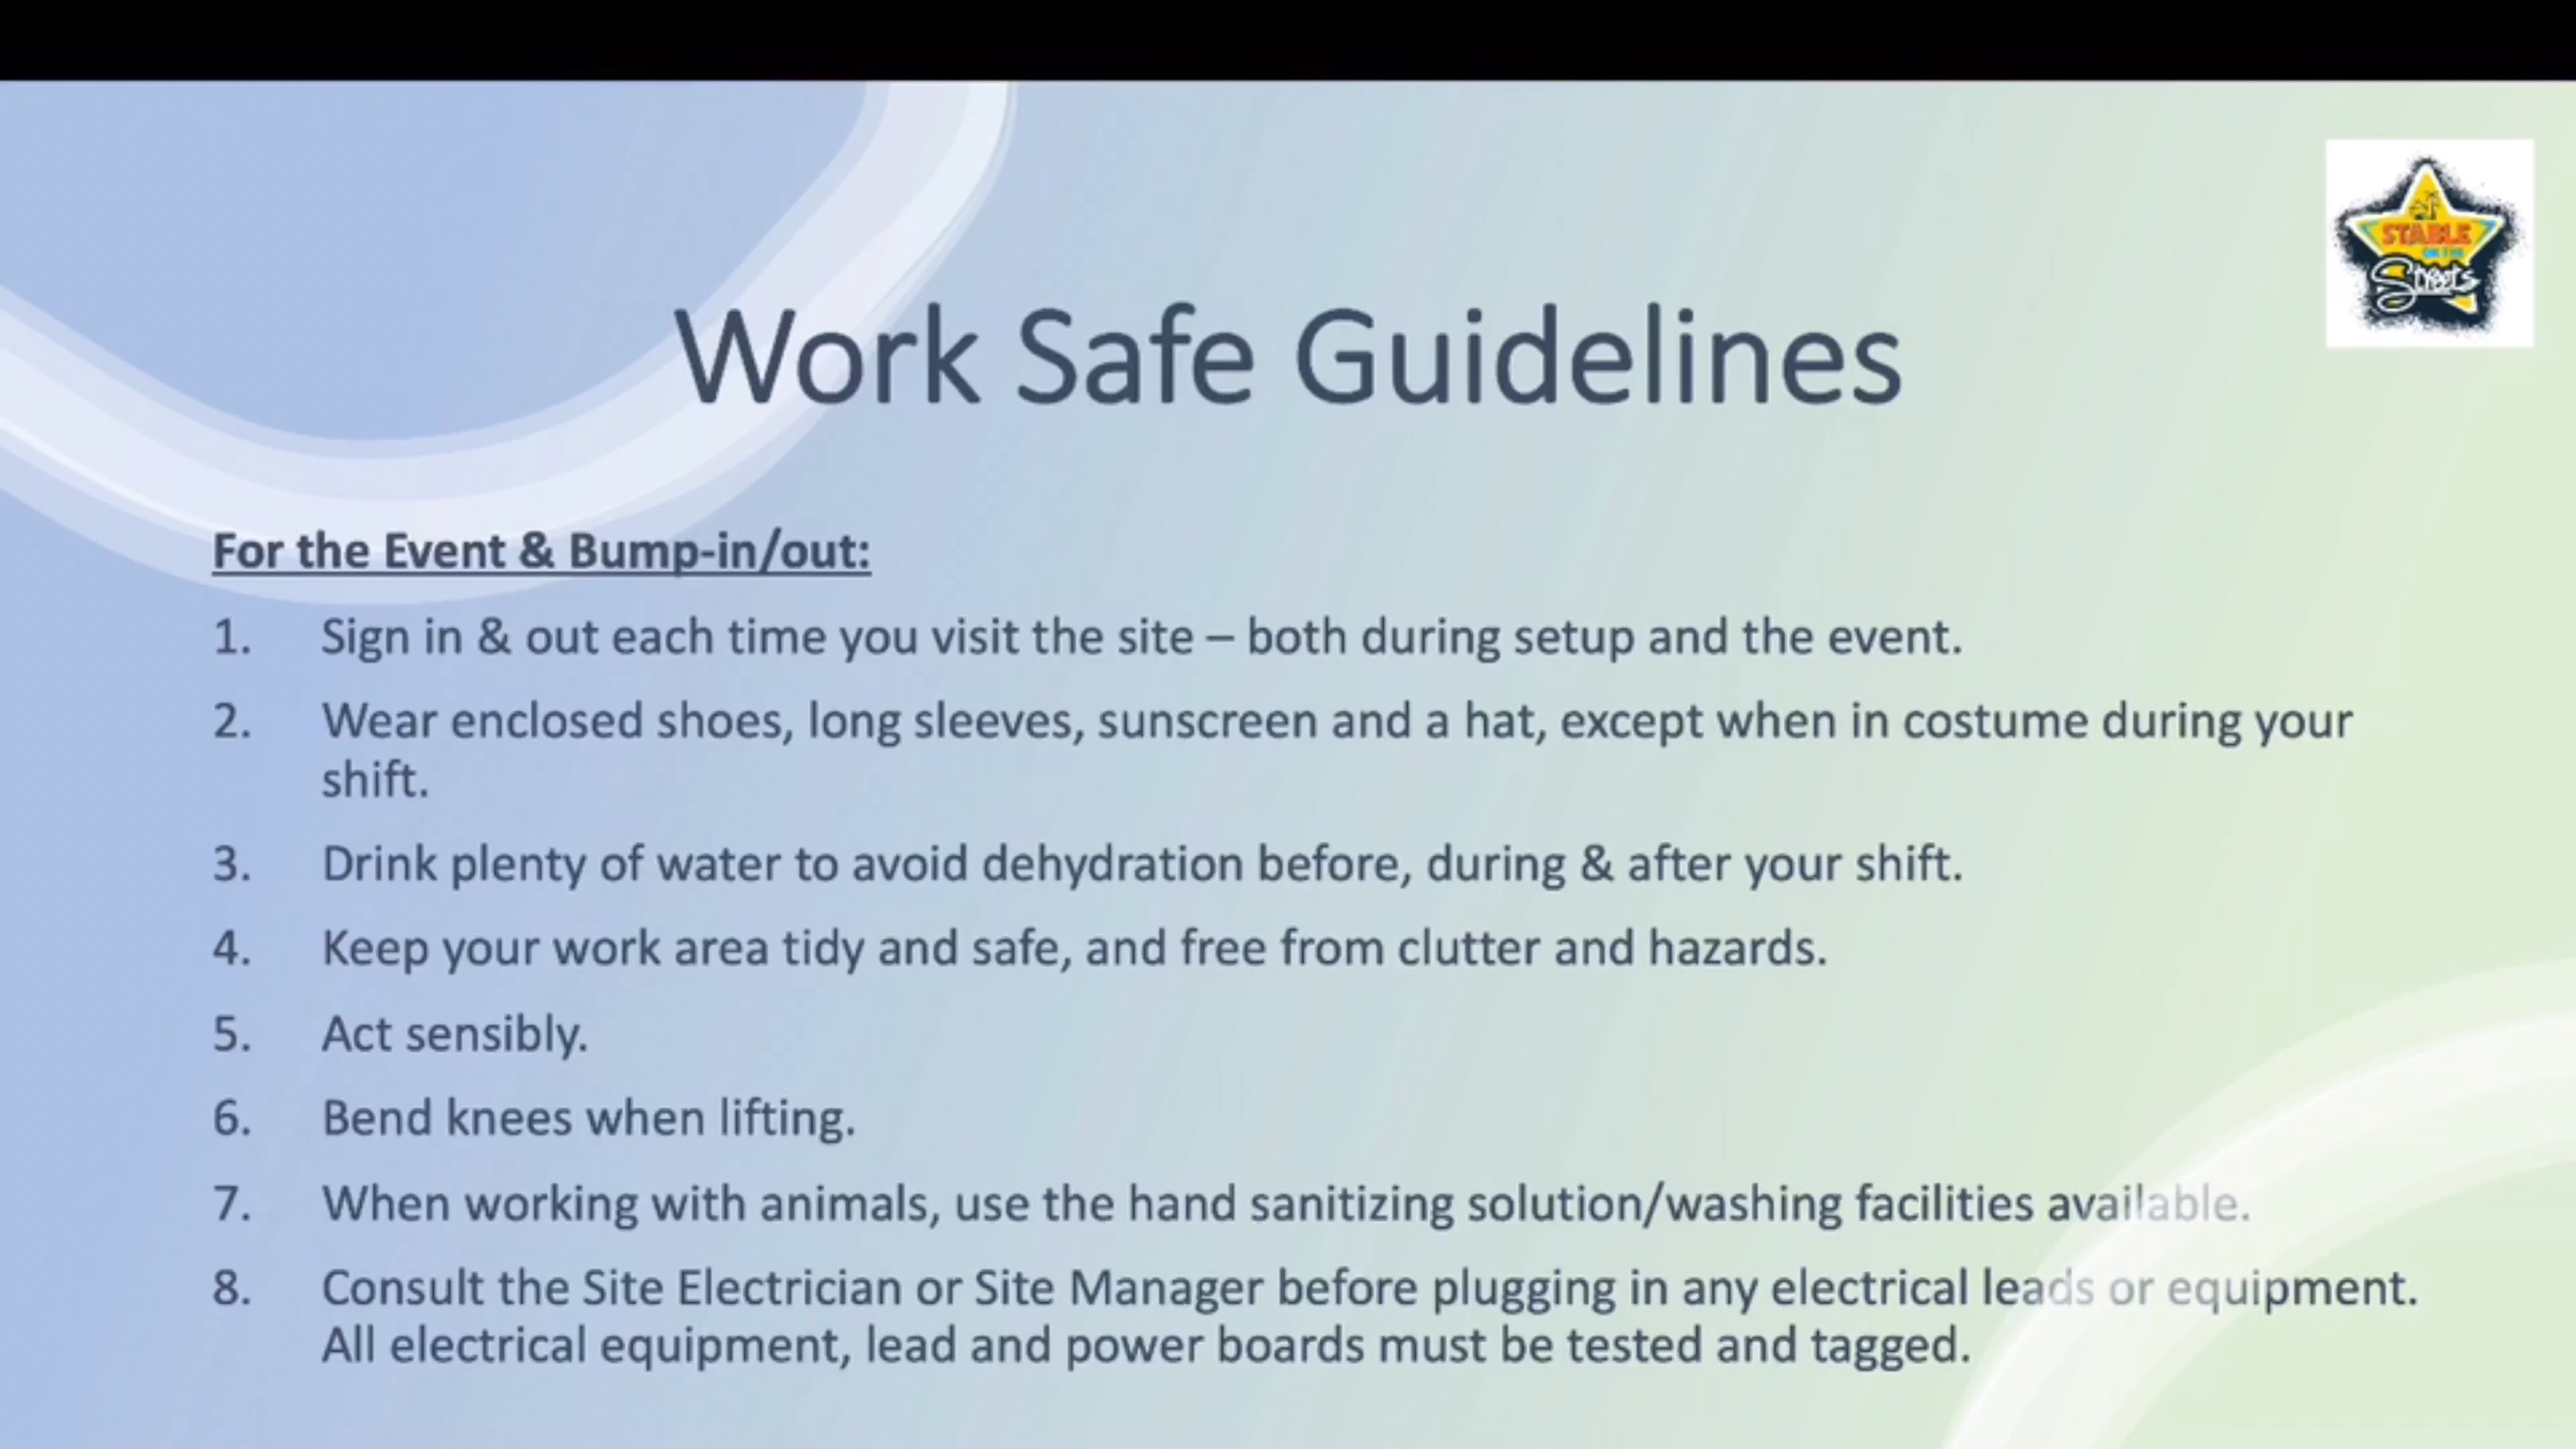 STABLE
ON THE
Streets
Work Safe Guidelines
For the Event & Bump-in/out:
1. Sign in & out each time you visit the site – both during setup and the event.
2. Wear enclosed shoes, long sleeves, sunscreen and a hat, except when in costume during your
shift.
3. Drink plenty of water to avoid dehydration before, during & after your shift.
4. Keep your work area tidy and safe, and free from clutter and hazards.
5. Act sensibly.
6. Bend knees when lifting.
7. When working with animals, use the hand sanitizing solution/washing facilities available.
8. Consult the Site Electrician or Site Manager before plugging in any electrical leads or equipment.
All electrical equipment, lead and power boards must be tested and tagged.